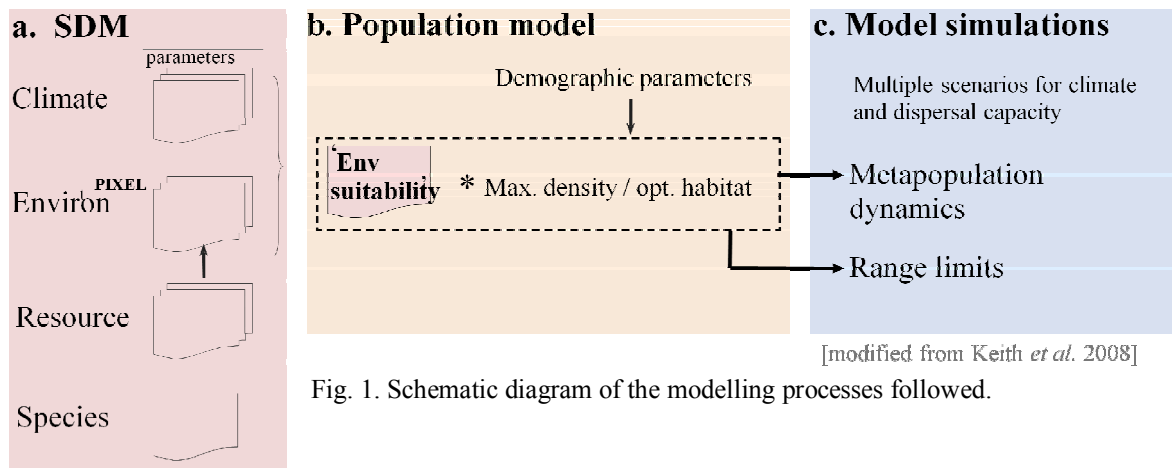 a. SDM
parameters
Climate
PIXEL
Environ
Resource
Species
b. Population model
Demographic parameters
‘Env
suitability’
* Max. density / opt. habitat
c. Model simulations
Multiple scenarios for climate
and dispersal capacity
Metapopulation
dynamics
Range limits
[modified from Keith et al. 2008]
Fig. 1. Schematic diagram of the modelling processes followed.